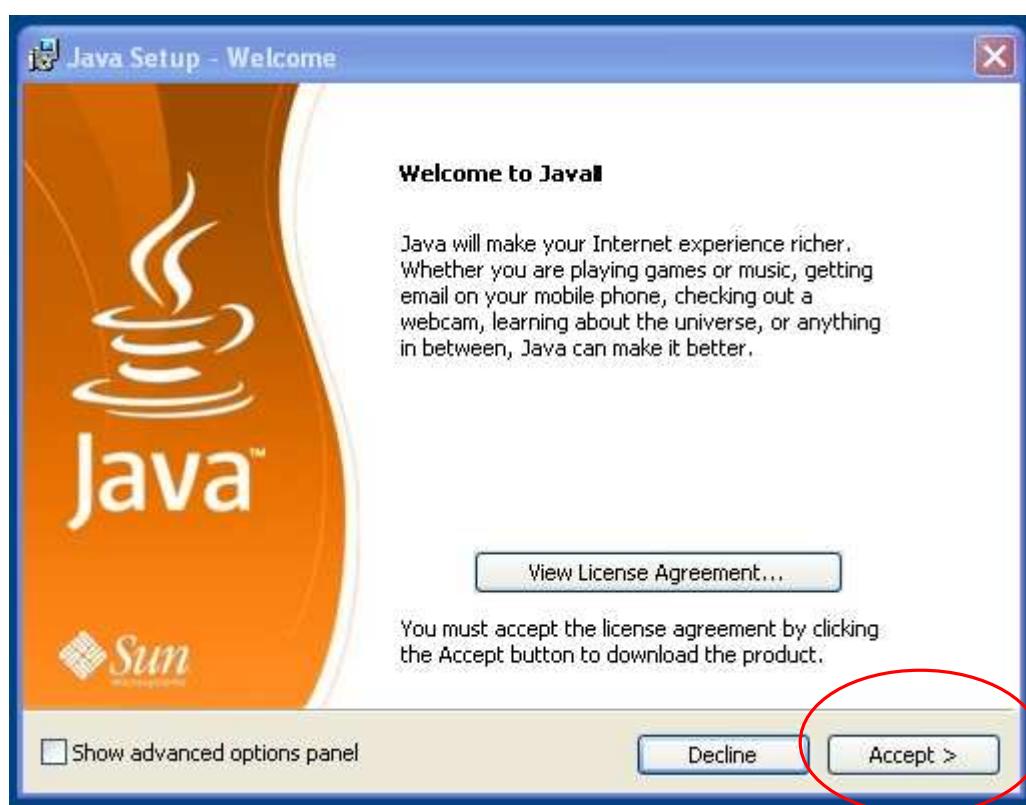 Java Setup - Welcome
Welcome to Java
Java will make your Internet experience richer.
Whether you are playing games or music, getting
email on your mobile phone, checking out a
webcam, learning about the universe, or anything
in between, Java can make it better.
Java™
View License Agreement...
You must accept the license agreement by clicking
the Accept button to download the product.
Sun
Show advanced options panel
Decline
Accept >